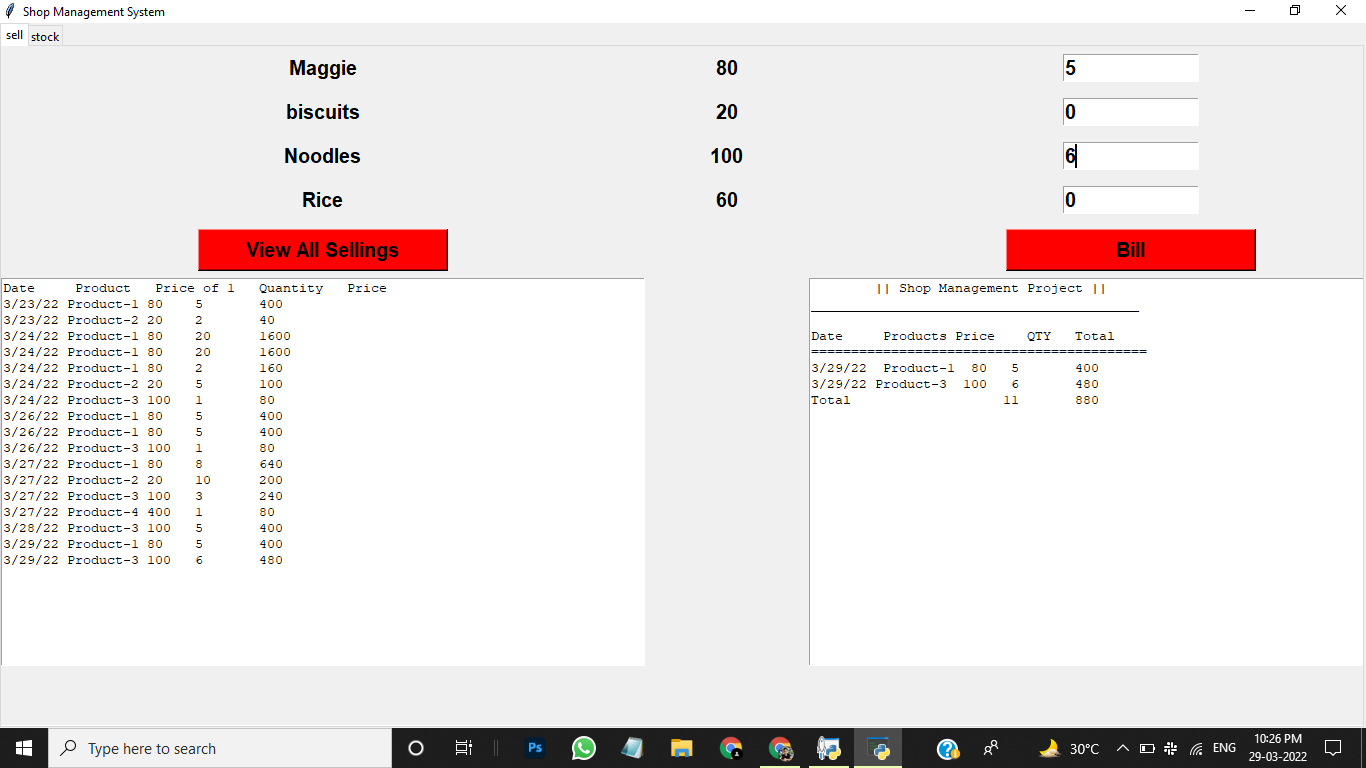 Shop Management System
sell stock
Maggie 80 5
biscuits 20 0
Noodles 100 6
Rice 60 0
View All Sellings Bill
Date Product Price of 1 Quantity Price
3/23/22 Product-1 80 5 400
3/23/22 Product-2 20 2 40
3/24/22 Product-1 80 20 1600
3/24/22 Product-1 80 20 1600
3/24/22 Product-1 80 2 160
3/24/22 Product-2 20 5 100
3/24/22 Product-3 100 1 80
3/26/22 Product-1 80 5 400
3/26/22 Product-1 80 5 400
3/26/22 Product-3 100 1 80
3/27/22 Product-1 80 8 640
3/27/22 Product-2 20 10 200
3/27/22 Product-3 100 3 240
3/27/22 Product-4 400 1 80
3/28/22 Product-3 100 5 400
3/29/22 Product-1 80 5 400
3/29/22 Product-3 100 6 480
|| Shop Management Project ||
Date Products Price QTY Total
==========================================
3/29/22 Product-1 80 5 400
3/29/22 Product-3 100 6 480
Total 11 880
Type here to search Ps 30°C ENG 10:26 PM
29-03-2022